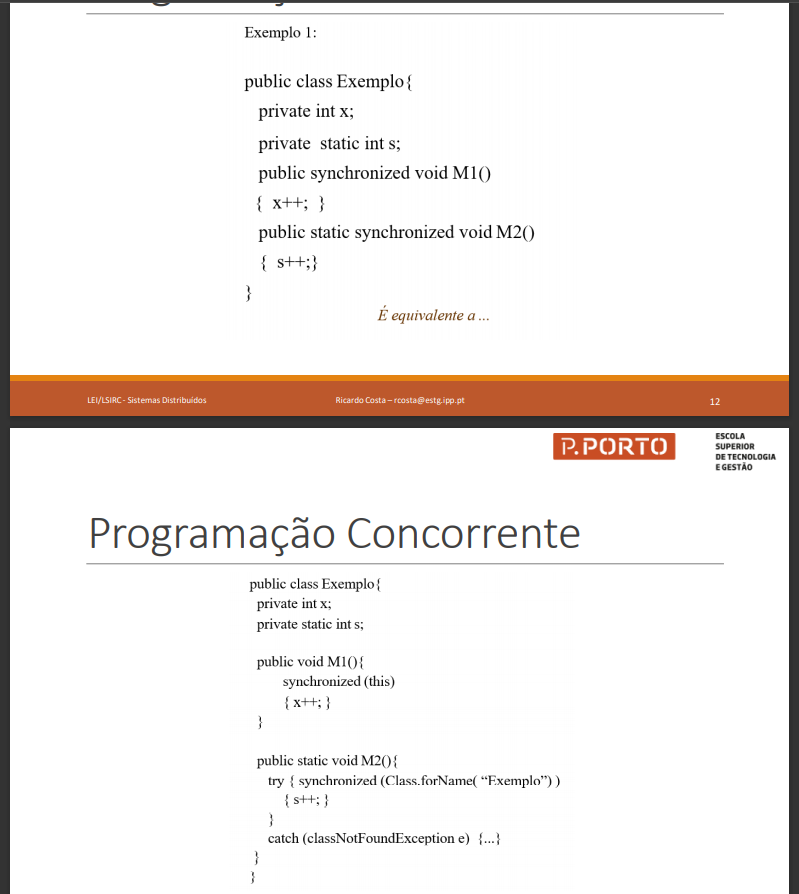 Exemplo 1:
public class Exemplo{
private int x;
private static int s;
public synchronized void M1()
{ x++; }
public static synchronized void M2()
{ s++;}
}
É equivalente a ...
LEI/LSIRC - Sistemas Distribuídos
Ricardo Costa – rcosta@estg.ipp.pt
12
P.PORTO
ESCOLA
SUPERIOR
DE TECNOLOGIA
E GESTÃO
Programação Concorrente
public class Exemplo{
private int x;
private static int s;
public void M1(){
synchronized (this)
{ x++; }
}
public static void M2(){
try { synchronized (Class.forName( “Exemplo”) )
{ s++; }
}
catch (classNotFoundException e) {...}
}
}